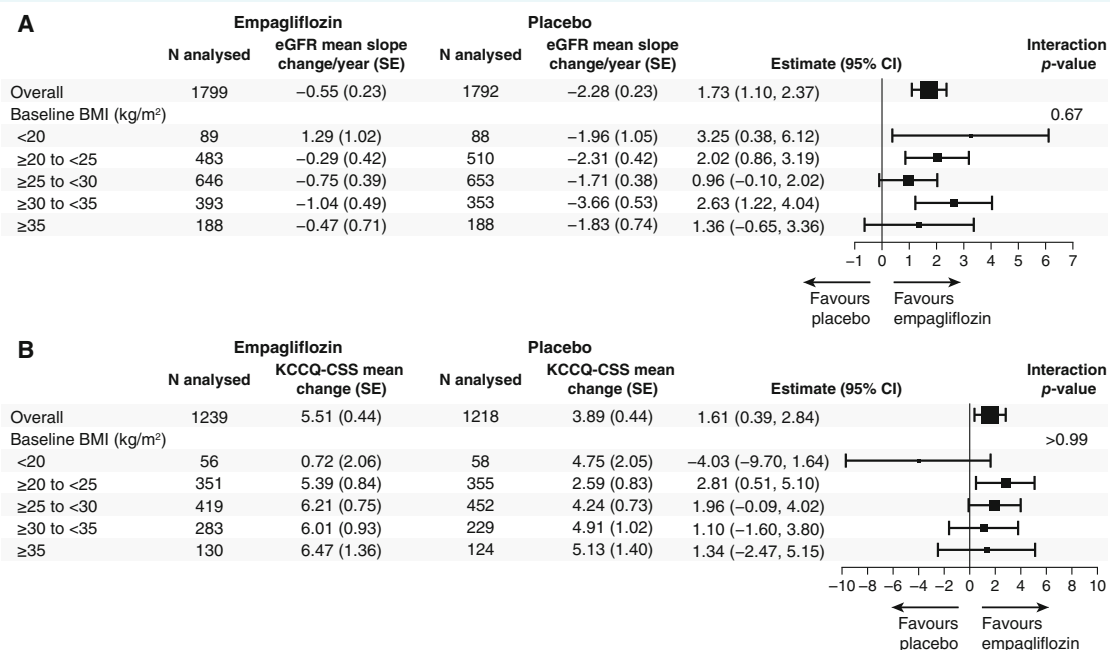 A
Empagliflozin Placebo
N analysed eGFR mean slope change/year (SE) N analysed eGFR mean slope change/year (SE) Estimate (95% CI) Interaction p-value
Overall 1799 −0.55 (0.23) 1792 −2.28 (0.23) 1.73 (1.10, 2.37)
Baseline BMI (kg/m²) 0.67
<20 89 1.29 (1.02) 88 −1.96 (1.05) 3.25 (0.38, 6.12)
≥20 to <25 483 −0.29 (0.42) 510 −2.31 (0.42) 2.02 (0.86, 3.19)
≥25 to <30 646 −0.75 (0.39) 653 −1.71 (0.38) 0.96 (−0.10, 2.02)
≥30 to <35 393 −1.04 (0.49) 353 −3.66 (0.53) 2.63 (1.22, 4.04)
≥35 188 −0.47 (0.71) 188 −1.83 (0.74) 1.36 (−0.65, 3.36)
−1 0 1 2 3 4 5 6 7
Favours placebo Favours empagliflozin
B
Empagliflozin Placebo
N analysed KCCQ-CSS mean change (SE) N analysed KCCQ-CSS mean change (SE) Estimate (95% CI) Interaction p-value
Overall 1239 5.51 (0.44) 1218 3.89 (0.44) 1.61 (0.39, 2.84)
Baseline BMI (kg/m²) >0.99
<20 56 0.72 (2.06) 58 4.75 (2.05) −4.03 (−9.70, 1.64)
≥20 to <25 351 5.39 (0.84) 355 2.59 (0.83) 2.81 (0.51, 5.10)
≥25 to <30 419 6.21 (0.75) 452 4.24 (0.73) 1.96 (−0.09, 4.02)
≥30 to <35 283 6.01 (0.93) 229 4.91 (1.02) 1.10 (−1.60, 3.80)
≥35 130 6.47 (1.36) 124 5.13 (1.40) 1.34 (−2.47, 5.15)
−10 −8 −6 −4 −2 0 2 4 6 8 10
Favours placebo Favours empagliflozin